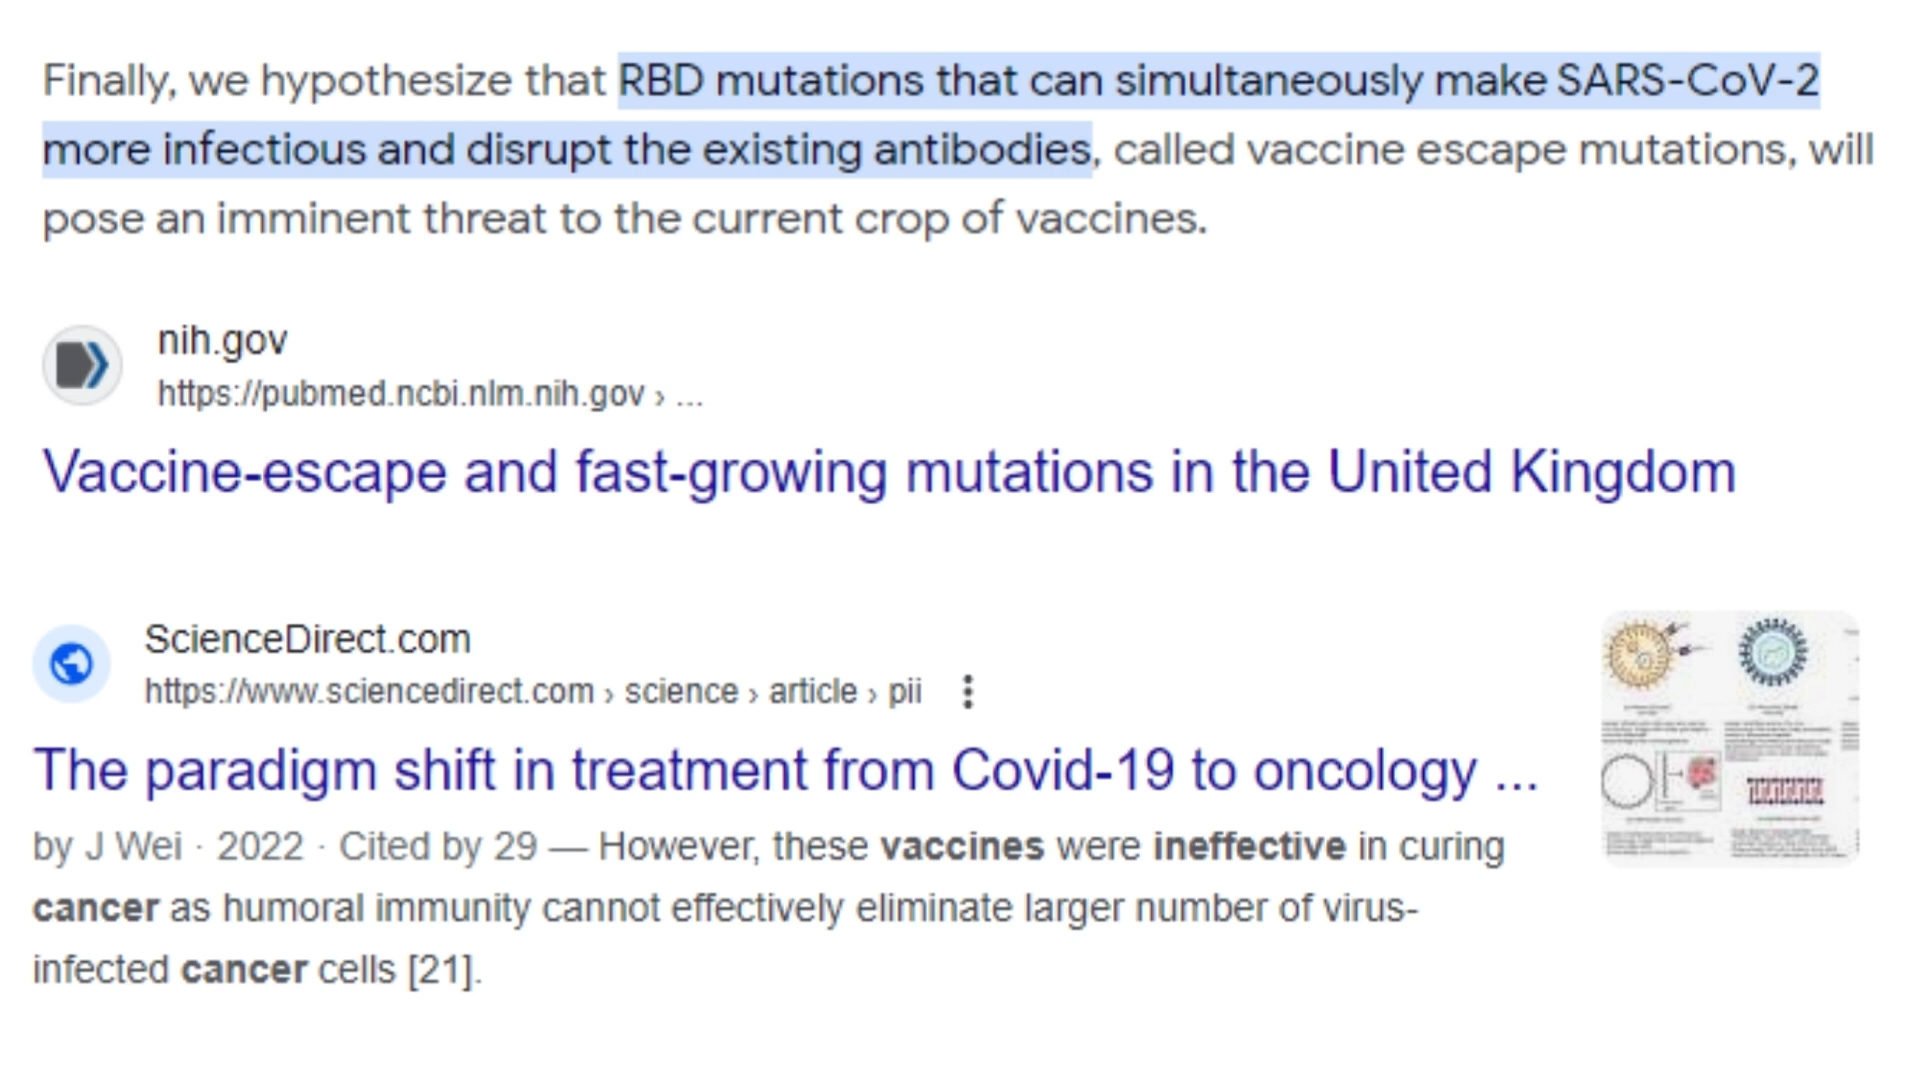 Finally, we hypothesize that RBD mutations that can simultaneously make SARS-CoV-2
more infectious and disrupt the existing antibodies, called vaccine escape mutations, will
pose an imminent threat to the current crop of vaccines.
nih.gov
https://pubmed.ncbi.nlm.nih.gov › ...
Vaccine-escape and fast-growing mutations in the United Kingdom
ScienceDirect.com
https://www.sciencedirect.com › science › article › pii
The paradigm shift in treatment from Covid-19 to oncology ...
by J Wei · 2022 · Cited by 29 — However, these vaccines were ineffective in curing
cancer as humoral immunity cannot effectively eliminate larger number of virus-
infected cancer cells [21].